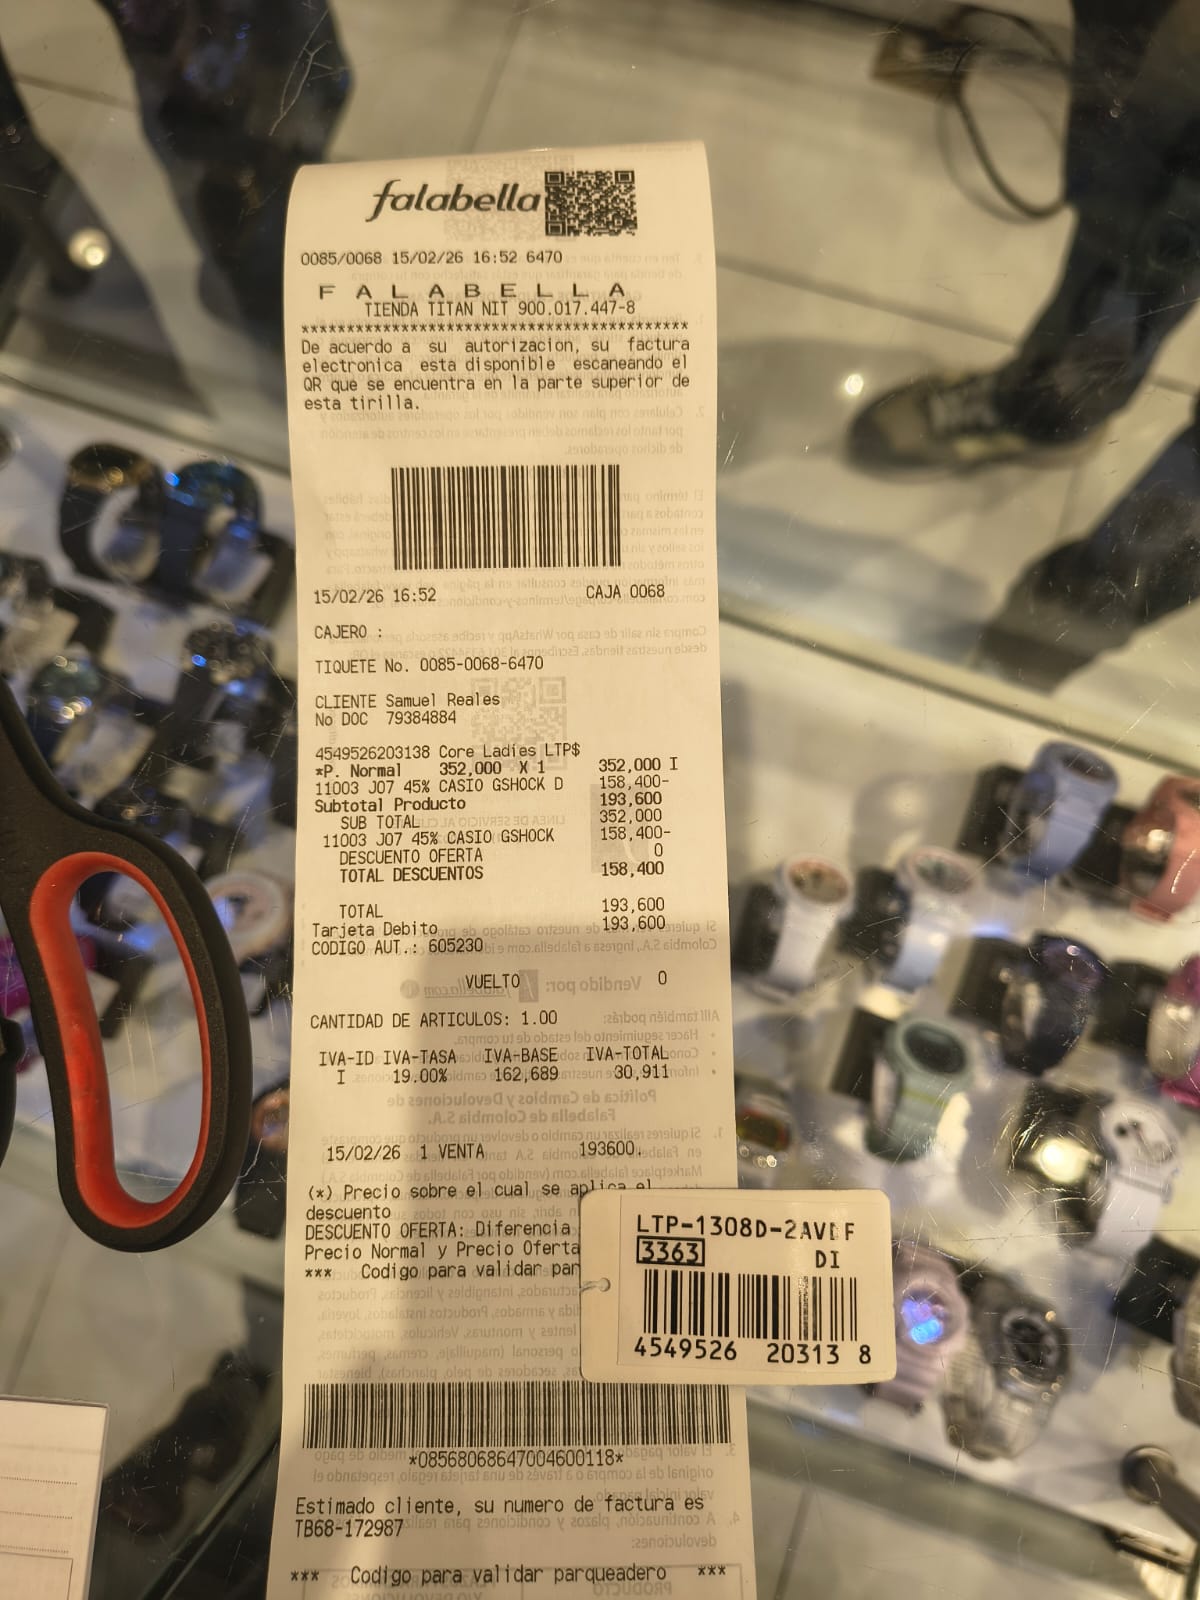 falabella
0085/0068 15/02/26 16:52 6470
F A L A B E L L A
TIENDA TITAN NIT 900.017.447-8
*******************************************
De acuerdo a su autorizacion, su factura
electronica esta disponible escaneando el
QR que se encuentra en la parte superior de
esta tirilla.
15/02/26 16:52 CAJA 0068
CAJERO :
TIQUETE No. 0085-0068-6470
CLIENTE Samuel Reales
No DOC 79384884
4549526203138 Core Ladies LTP$
*P. Normal 352,000 X 1 352,000 I
11003 J07 45% CASIO GSHOCK D 158,400-
Subtotal Producto 193,600
SUB TOTAL 352,000
11003 J07 45% CASIO GSHOCK 158,400-
DESCUENTO OFERTA 0
TOTAL DESCUENTOS 158,400
TOTAL 193,600
Tarjeta Debito 193,600
CODIGO AUT.: 605230
VUELTO 0
CANTIDAD DE ARTICULOS: 1.00
IVA-ID IVA-TASA IVA-BASE IVA-TOTAL
I 19.00% 162,689 30,911
15/02/26 1 VENTA 193600.
(*) Precio sobre el cual se aplica el
descuento
DESCUENTO OFERTA: Diferencia
Precio Normal y Precio Oferta
*** Codigo para validar par
LTP-1308D-2AVDF
3363 DI
4549526 20313 8
*08568068647004600118*
Estimado cliente, su numero de factura es
TB68-172987
*** Codigo para validar parqueadero ***